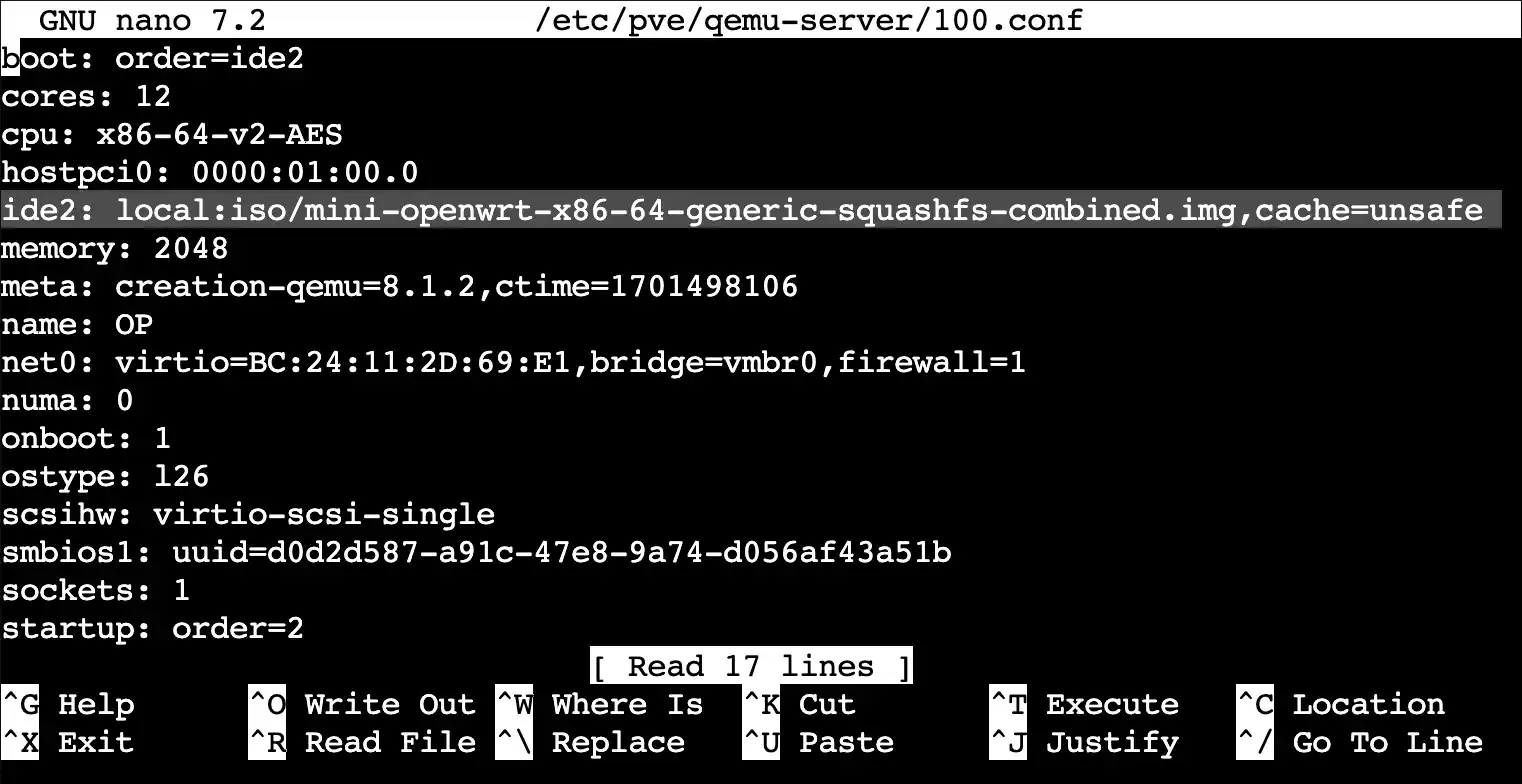 GNU nano 7.2 /etc/pve/qemu-server/100.conf
boot: order=ide2
cores: 12
cpu: x86-64-v2-AES
hostpci0: 0000:01:00.0
ide2: local:iso/mini-openwrt-x86-64-generic-squashfs-combined.img,cache=unsafe
memory: 2048
meta: creation-qemu=8.1.2,ctime=1701498106
name: OP
net0: virtio=BC:24:11:2D:69:E1,bridge=vmbr0,firewall=1
numa: 0
onboot: 1
ostype: l26
scsihw: virtio-scsi-single
smbios1: uuid=d0d2d587-a91c-47e8-9a74-d056af43a51b
sockets: 1
startup: order=2
[ Read 17 lines ]
^G Help ^O Write Out ^W Where Is ^K Cut ^T Execute ^C Location
^X Exit ^R Read File ^\ Replace ^U Paste ^J Justify ^/ Go To Line